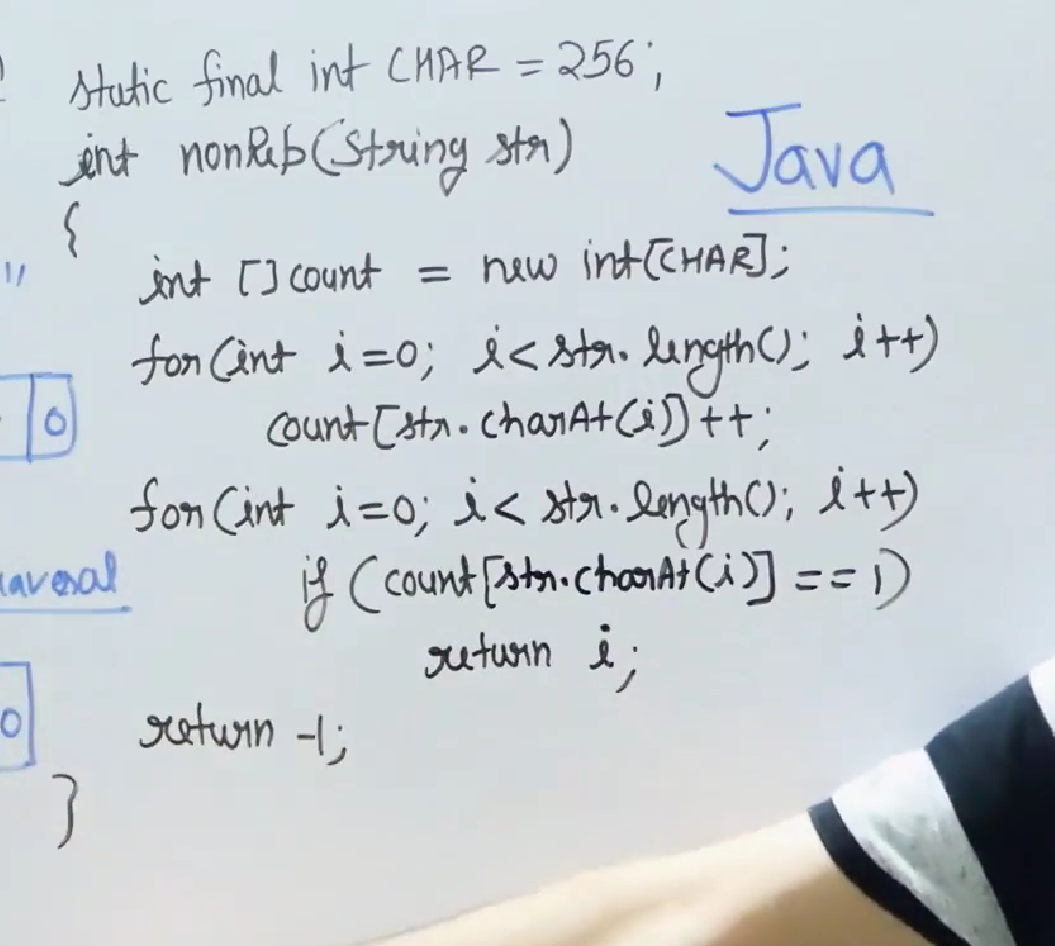 static final int CHAR = 256;
int nonRep(String str)
Java
{
int [] count = new int[CHAR];
for(int i=0; i<str.length(); i++)
0
count[str.charAt(i)]++;
for(int i=0; i< str.length(); i++)
if (count[str.charAt(i)] == 1)
return i;
0
return -1;
}